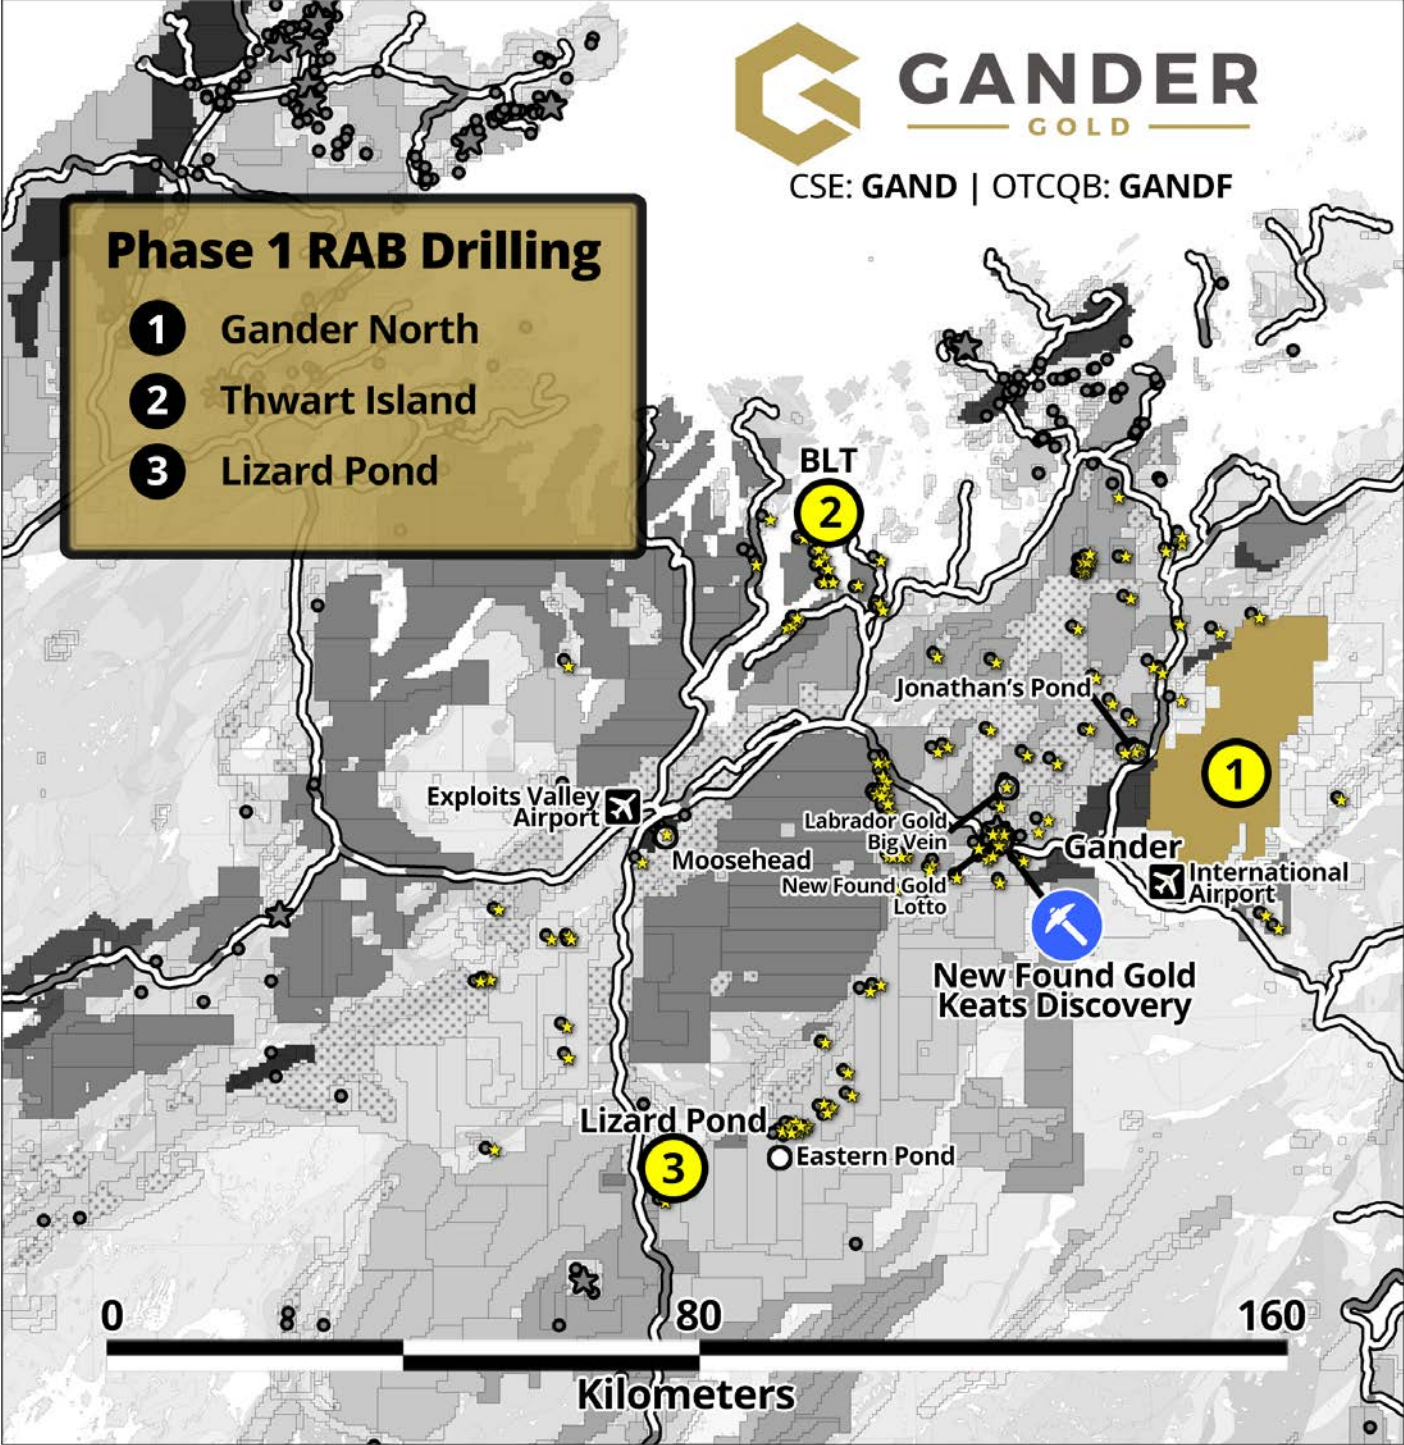 GANDER
GOLD
CSE: GAND | OTCQB: GANDF
Phase 1 RAB Drilling
1 Gander North
2 Thwart Island
3 Lizard Pond
BLT
2
Jonathan's Pond
1
Exploits Valley
Airport
Labrador Gold
Big Vein
Moosehead
Gander
International
Airport
New Found Gold
Lotto
New Found Gold
Keats Discovery
Lizard Pond
3
Eastern Pond
0 80 160
Kilometers